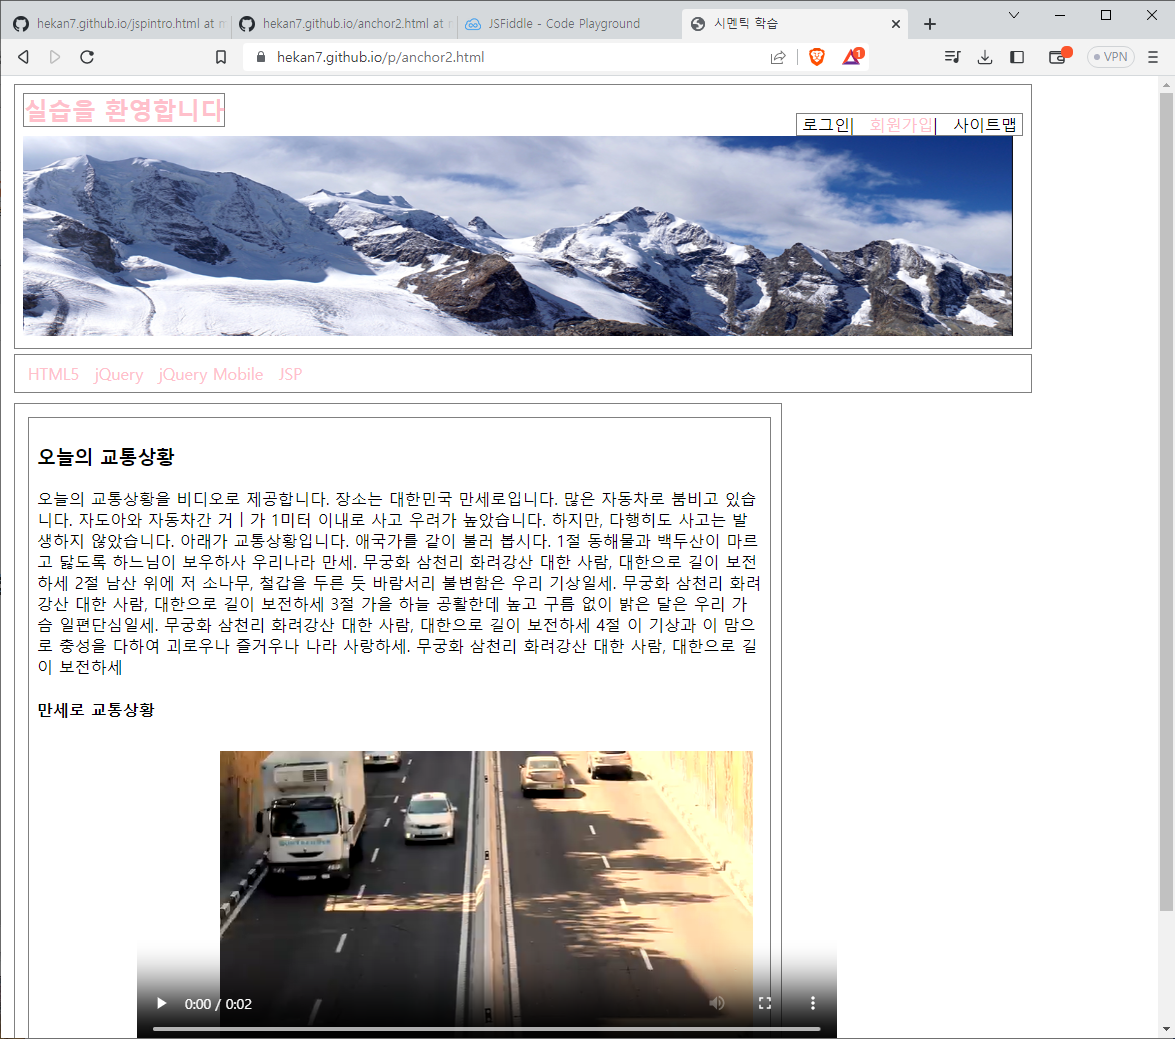 hekan7.github.io/jspintro.html at m
hekan7.github.io/anchor2.html at
JSFiddle - Code Playground
시멘틱 학습
hekan7.github.io/p/anchor2.html
1
VPN
실습을 환영합니다
로그인| 회원가입| 사이트맵
HTML5 jQuery jQuery Mobile JSP
오늘의 교통상황
오늘의 교통상황을 비디오로 제공합니다. 장소는 대한민국 만세로입니다. 많은 자동차로 붐비고 있습
니다. 자도아와 자동차간 거ㅣ가 1미터 이내로 사고 우려가 높았습니다. 하지만, 다행히도 사고는 발
생하지 않았습니다. 아래가 교통상황입니다. 애국가를 같이 불러 봅시다. 1절 동해물과 백두산이 마르
고 닳도록 하느님이 보우하사 우리나라 만세. 무궁화 삼천리 화려강산 대한 사람, 대한으로 길이 보전
하세 2절 남산 위에 저 소나무, 철갑을 두른 듯 바람서리 불변함은 우리 기상일세. 무궁화 삼천리 화려
강산 대한 사람, 대한으로 길이 보전하세 3절 가을 하늘 공활한데 높고 구름 없이 밝은 달은 우리 가
슴 일편단심일세. 무궁화 삼천리 화려강산 대한 사람, 대한으로 길이 보전하세 4절 이 기상과 이 맘으
로 충성을 다하여 괴로우나 즐거우나 나라 사랑하세. 무궁화 삼천리 화려강산 대한 사람, 대한으로 길
이 보전하세
만세로 교통상황
0:00 / 0:02